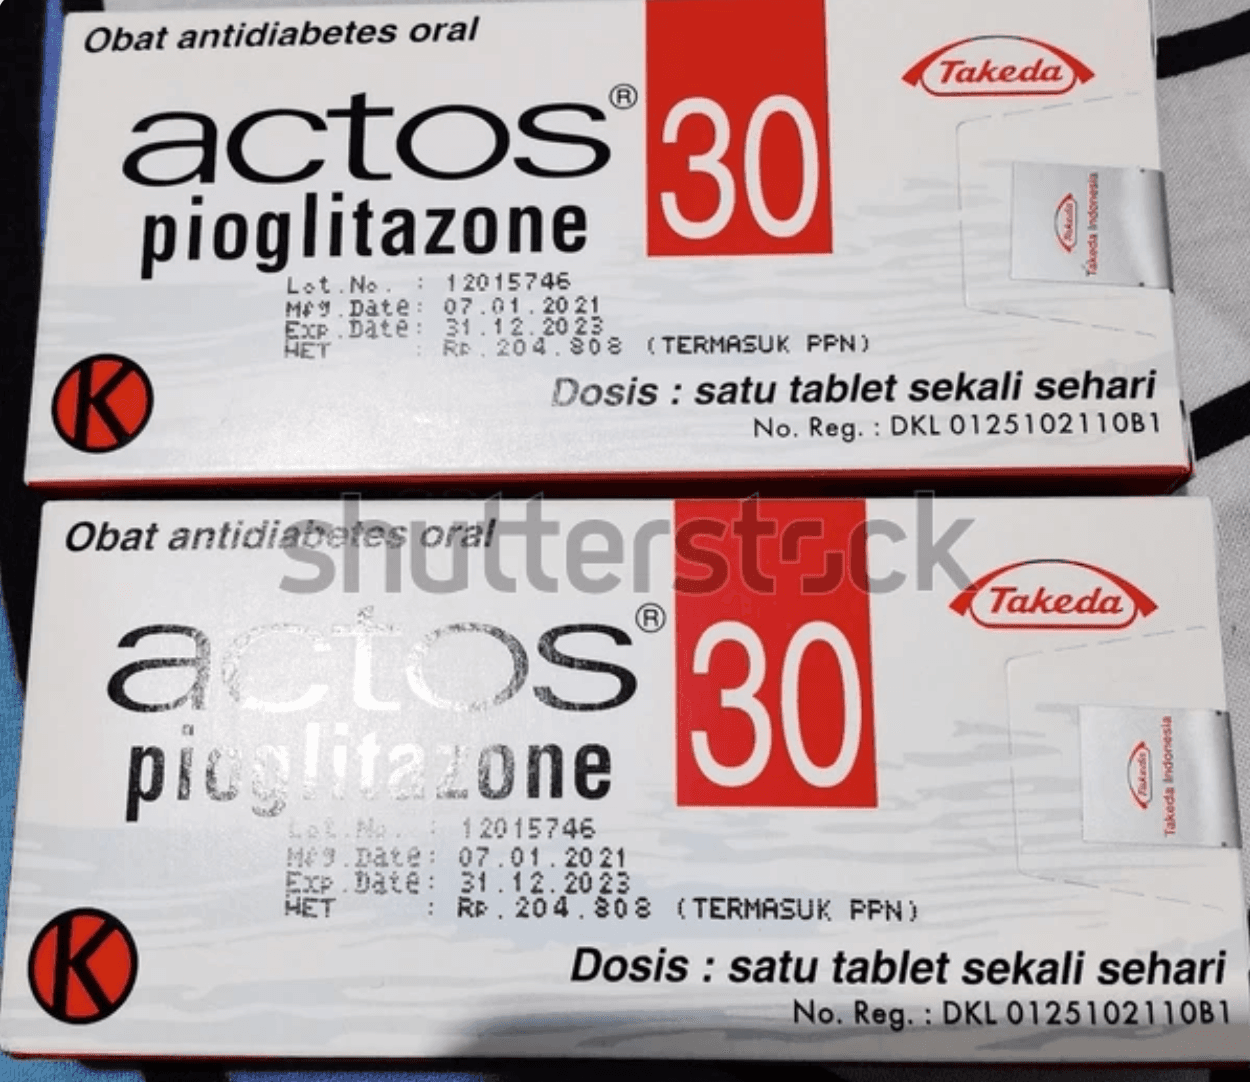 Obat antidiabetes oral
actos® 30
Takeda
pioglitazone
Takeda
Takeda Indonesia
Lot.No. : 12015746
Mfg.Date: 07.01.2021
Exp.Date: 31.12.2023
HET : Rp.204.808 (TERMASUK PPN)
K
Dosis : satu tablet sekali sehari
No. Reg. : DKL 0125102110B1
shutterstock
Obat antidiabetes oral
actos® 30
Takeda
pioglitazone
Takeda
Takeda Indonesia
Lot.No. : 12015746
Mfg.Date: 07.01.2021
Exp.Date: 31.12.2023
HET : Rp.204.808 (TERMASUK PPN)
K
Dosis : satu tablet sekali sehari
No. Reg. : DKL 0125102110B1